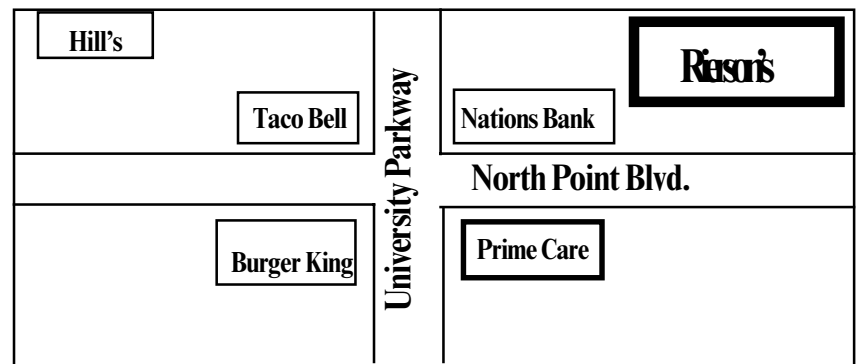 Hill's
Rierson's
Taco Bell
Nations Bank
University Parkway
North Point Blvd.
Burger King
Prime Care